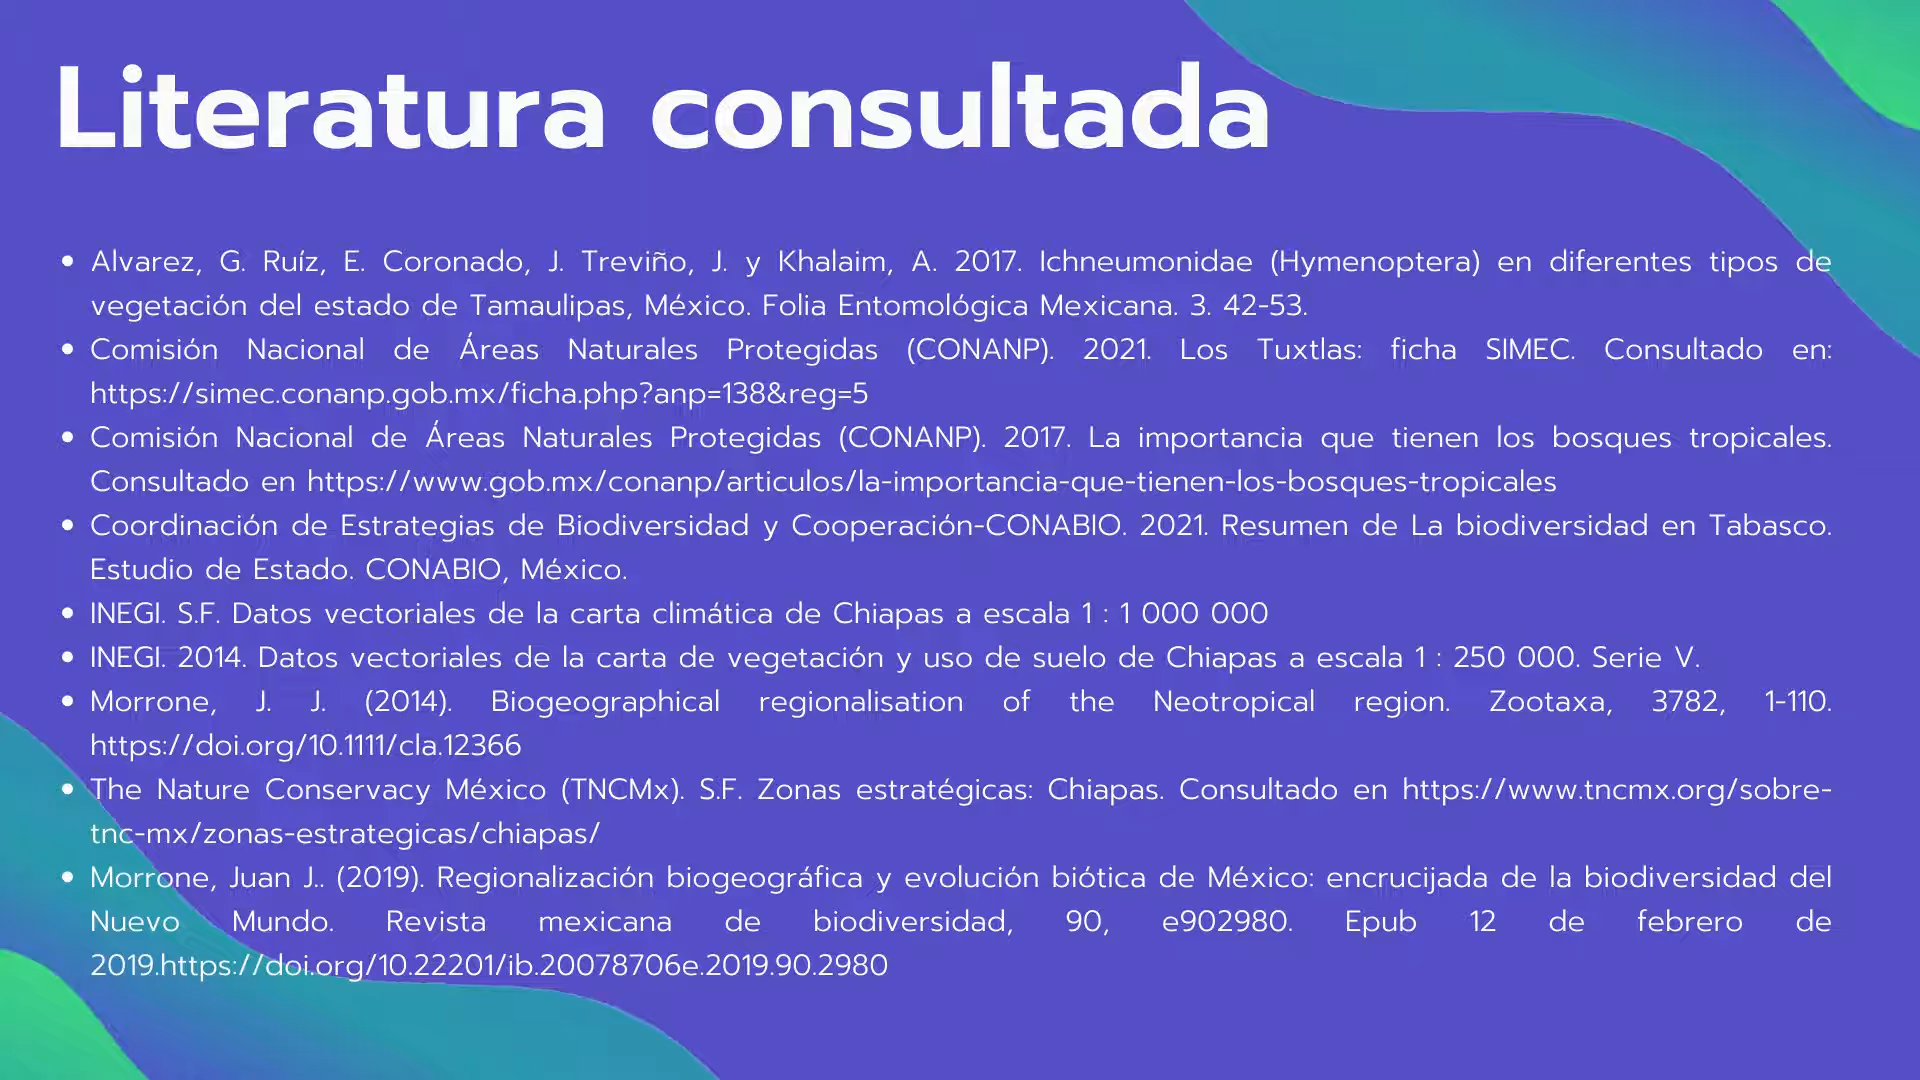 Literatura consultada
• Alvarez, G. Ruíz, E. Coronado, J. Treviño, J. y Khalaim, A. 2017. Ichneumonidae (Hymenoptera) en diferentes tipos de
vegetación del estado de Tamaulipas, México. Folia Entomológica Mexicana. 3. 42-53.
• Comisión Nacional de Áreas Naturales Protegidas (CONANP). 2021. Los Tuxtlas: ficha SIMEC. Consultado en:
https://simec.conanp.gob.mx/ficha.php?anp=138&reg=5
• Comisión Nacional de Áreas Naturales Protegidas (CONANP). 2017. La importancia que tienen los bosques tropicales.
Consultado en https://www.gob.mx/conanp/articulos/la-importancia-que-tienen-los-bosques-tropicales
• Coordinación de Estrategias de Biodiversidad y Cooperación-CONABIO. 2021. Resumen de La biodiversidad en Tabasco.
Estudio de Estado. CONABIO, México.
• INEGI. S.F. Datos vectoriales de la carta climática de Chiapas a escala 1 : 1 000 000
• INEGI. 2014. Datos vectoriales de la carta de vegetación y uso de suelo de Chiapas a escala 1 : 250 000. Serie V.
• Morrone, J. J. (2014). Biogeographical regionalisation of the Neotropical region. Zootaxa, 3782, 1-110.
https://doi.org/10.1111/cla.12366
• The Nature Conservacy México (TNCMx). S.F. Zonas estratégicas: Chiapas. Consultado en https://www.tncmx.org/sobre-
tnc-mx/zonas-estrategicas/chiapas/
• Morrone, Juan J.. (2019). Regionalización biogeográfica y evolución biótica de México: encrucijada de la biodiversidad del
Nuevo Mundo. Revista mexicana de biodiversidad, 90, e902980. Epub 12 de febrero de
2019.https://doi.org/10.22201/ib.20078706e.2019.90.2980